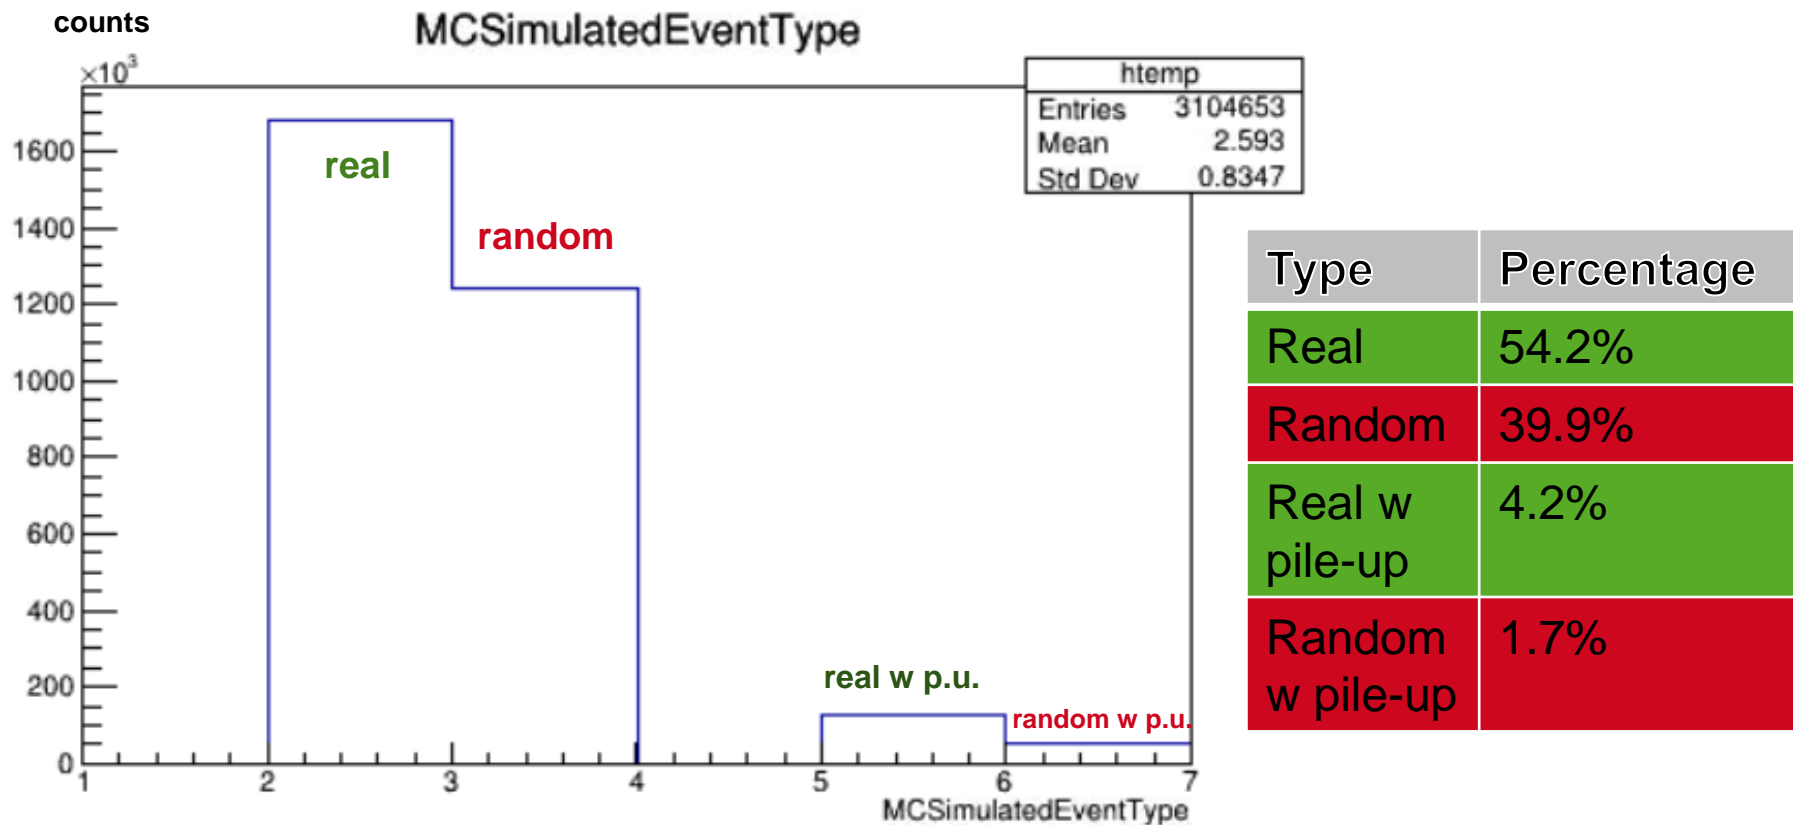 counts
MCSimulatedEventType
×10³
htemp
Entries 3104653
Mean 2.593
Std Dev 0.8347
1600
1400
1200
1000
800
600
400
200
0
real
random
real w p.u.
random w p.u.
1 2 3 4 5 6 7
MCSimulatedEventType
Type Percentage
Real 54.2%
Random 39.9%
Real w 4.2%
pile-up
Random 1.7%
w pile-up